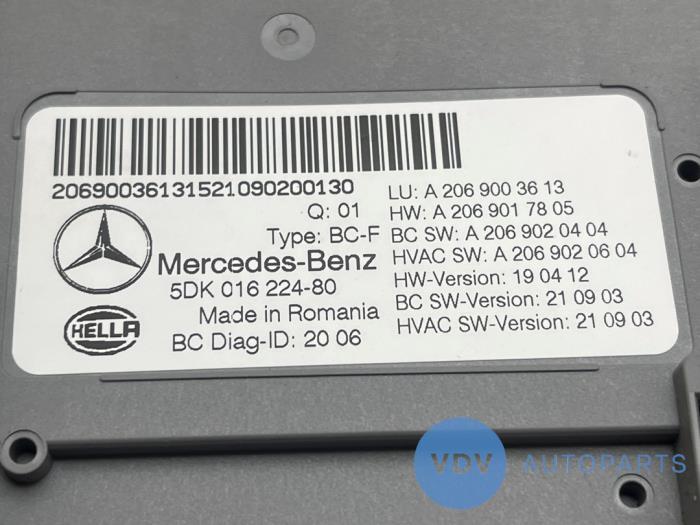 20690036131521090200130
Q: 01
Type: BC-F
Mercedes-Benz
5DK 016 224-80
Made in Romania
HELLA
BC Diag-ID: 20 06
LU: A 206 900 36 13
HW: A 206 901 78 05
BC SW: A 206 902 04 04
HVAC SW: A 206 902 06 04
HW-Version: 19 04 12
BC SW-Version: 21 09 03
HVAC SW-Version: 21 09 03
VDV AUTOPARTS